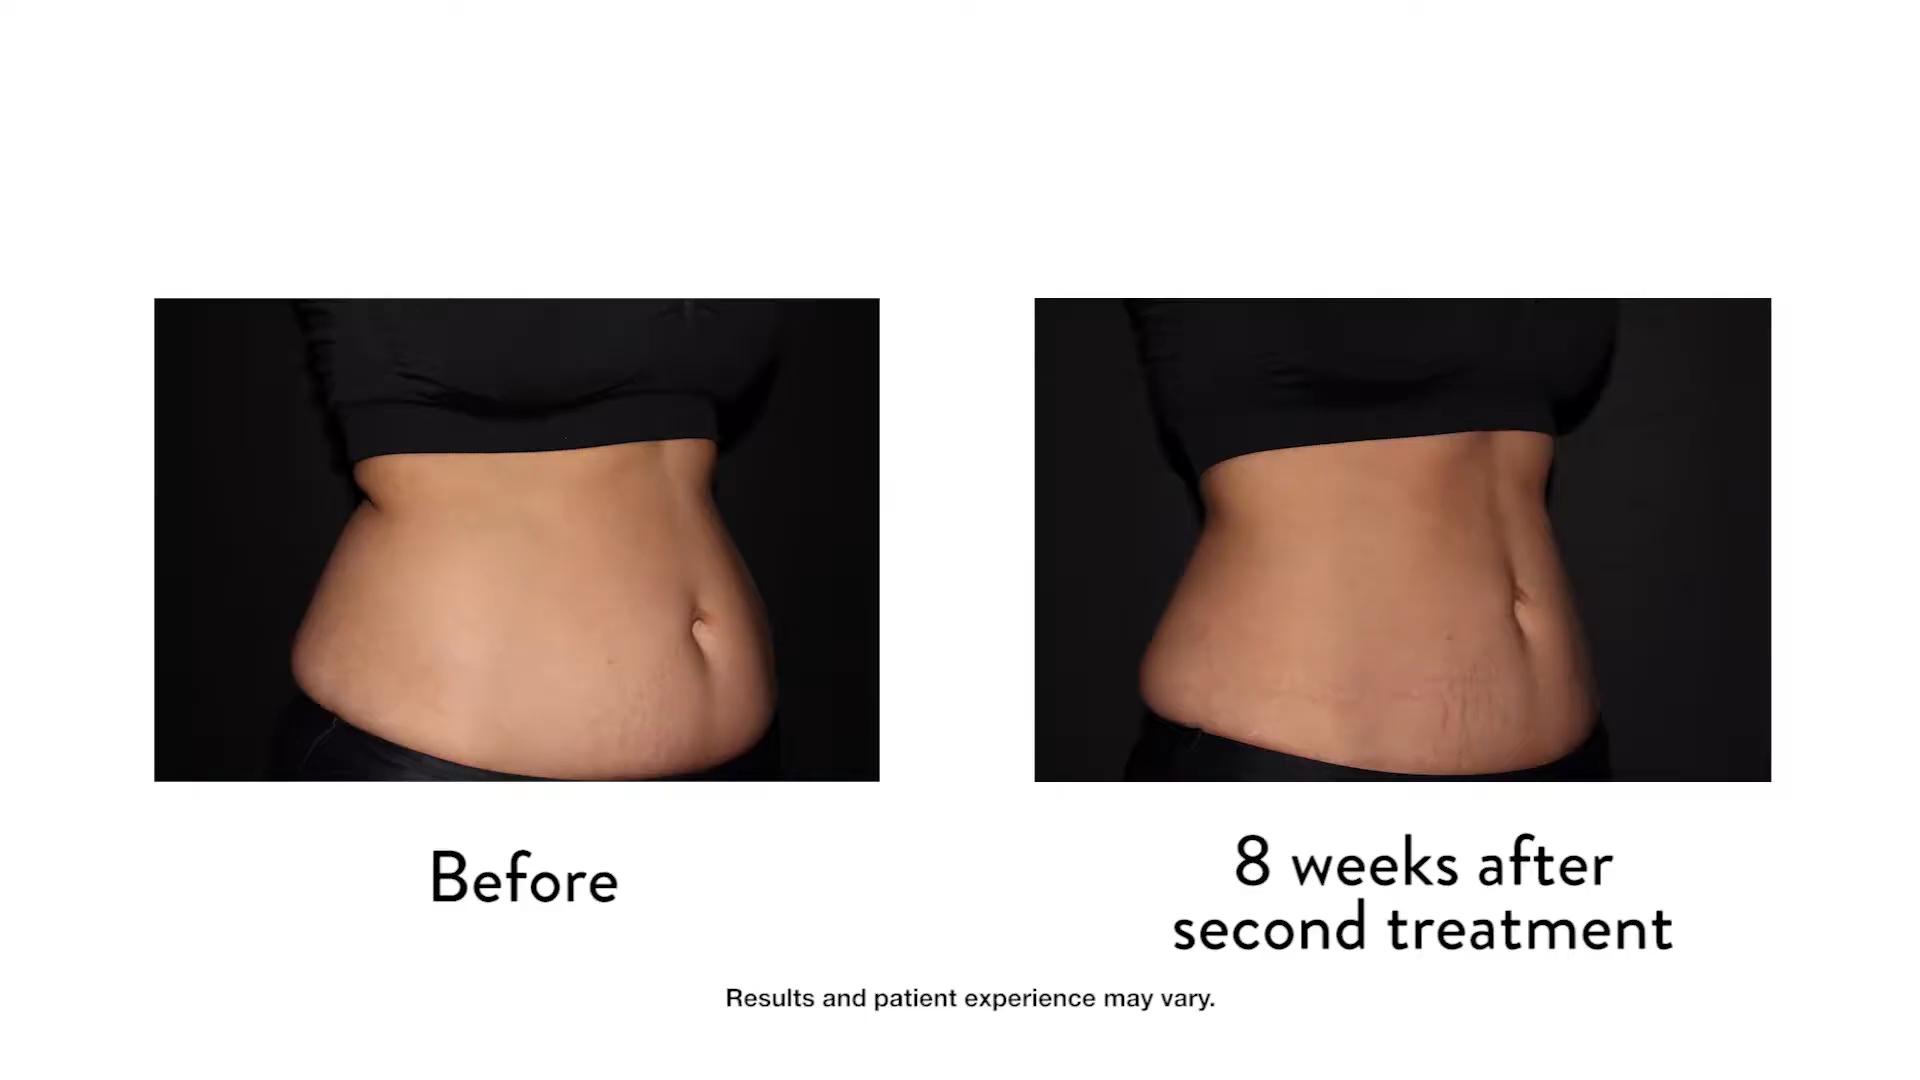 Before
8 weeks after
second treatment
Results and patient experience may vary.